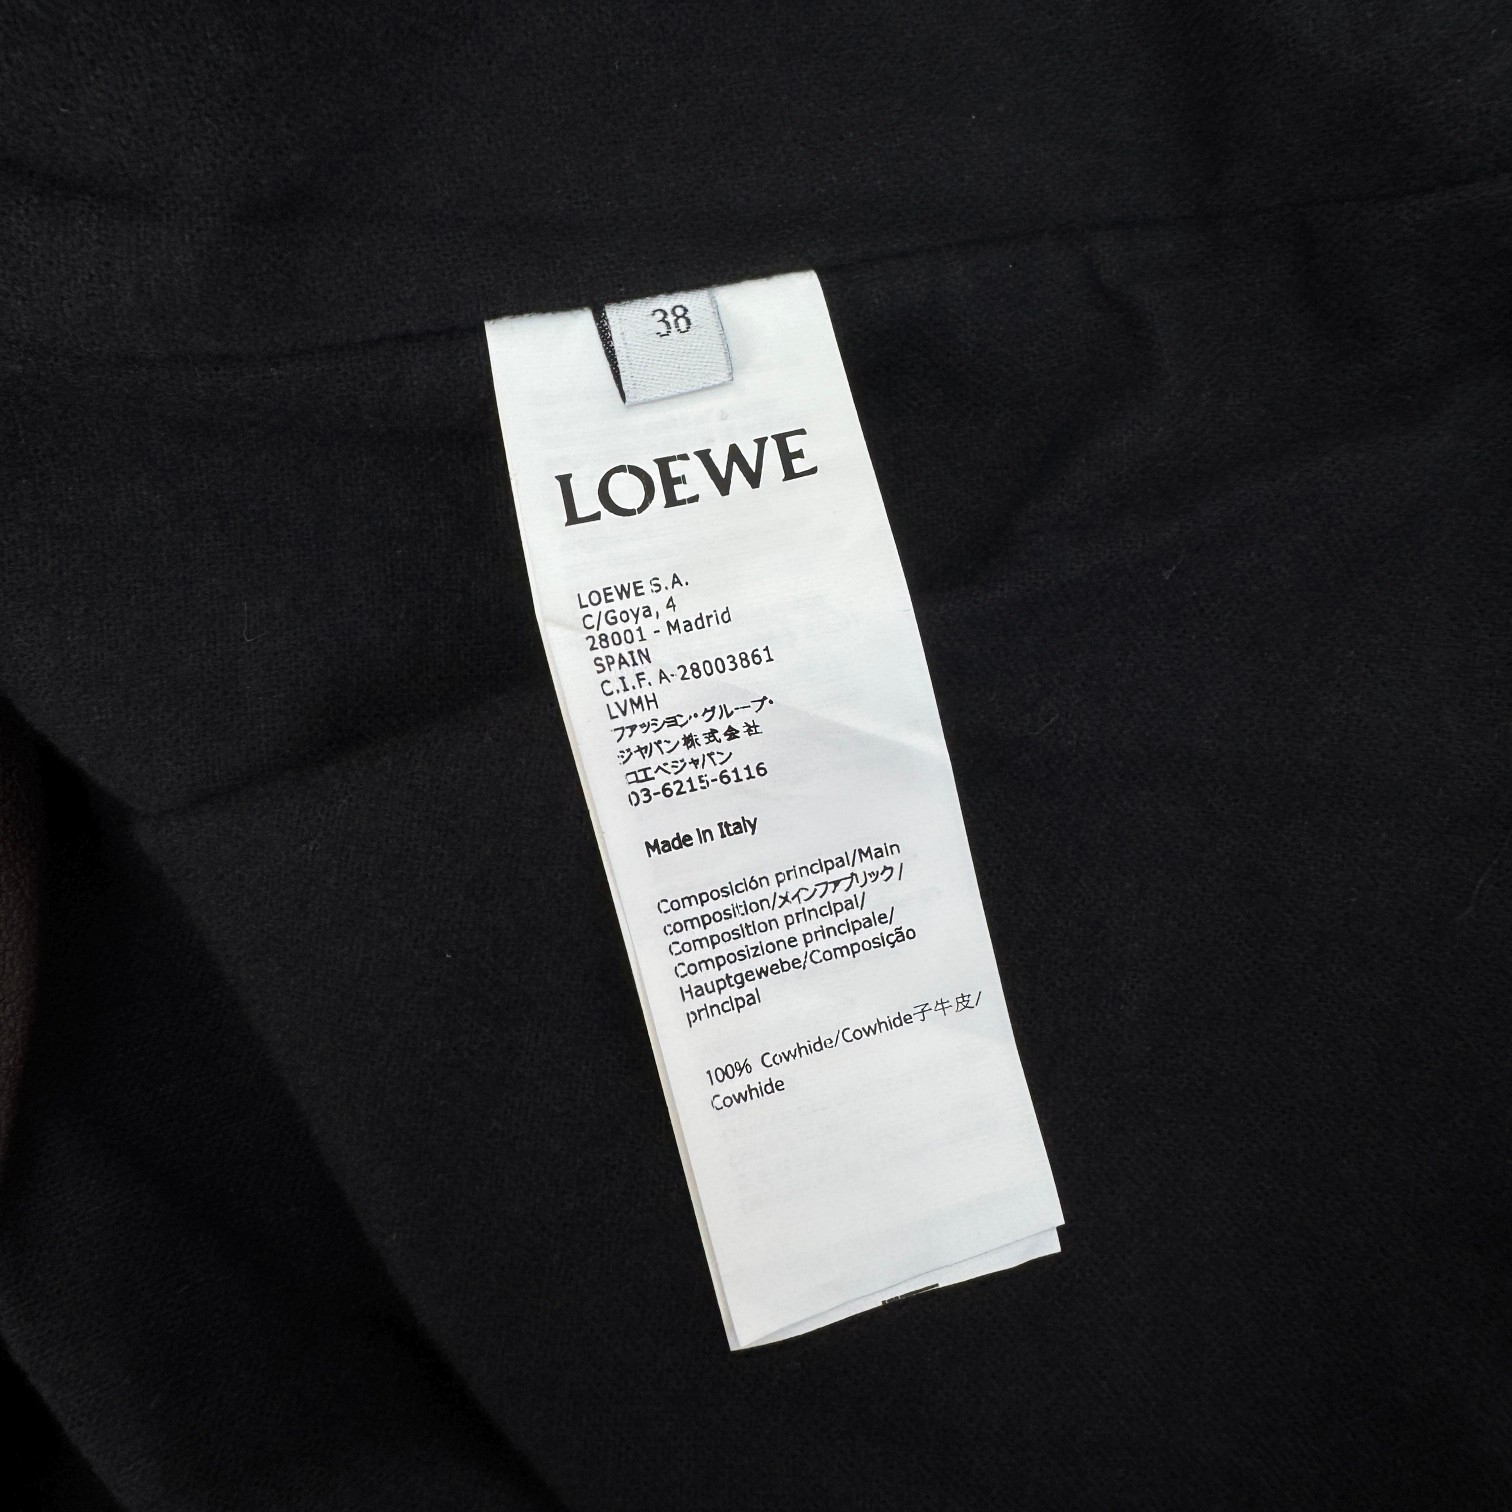 38
LOEWE
LOEWE S.A.
C/Goya, 4
28001 - Madrid
SPAIN
C.I.F. A-28003861
LVMH
ファッション・グループ・
ジャパン株式会社
ロエベジャパン
03-6215-6116
Made in Italy
Composición principal/Main
composition/メインファブリック/
Composition principal/
Composizione principale/
Hauptgewebe/Composição
principal
100% Cowhide/Cowhide子牛皮/
Cowhide